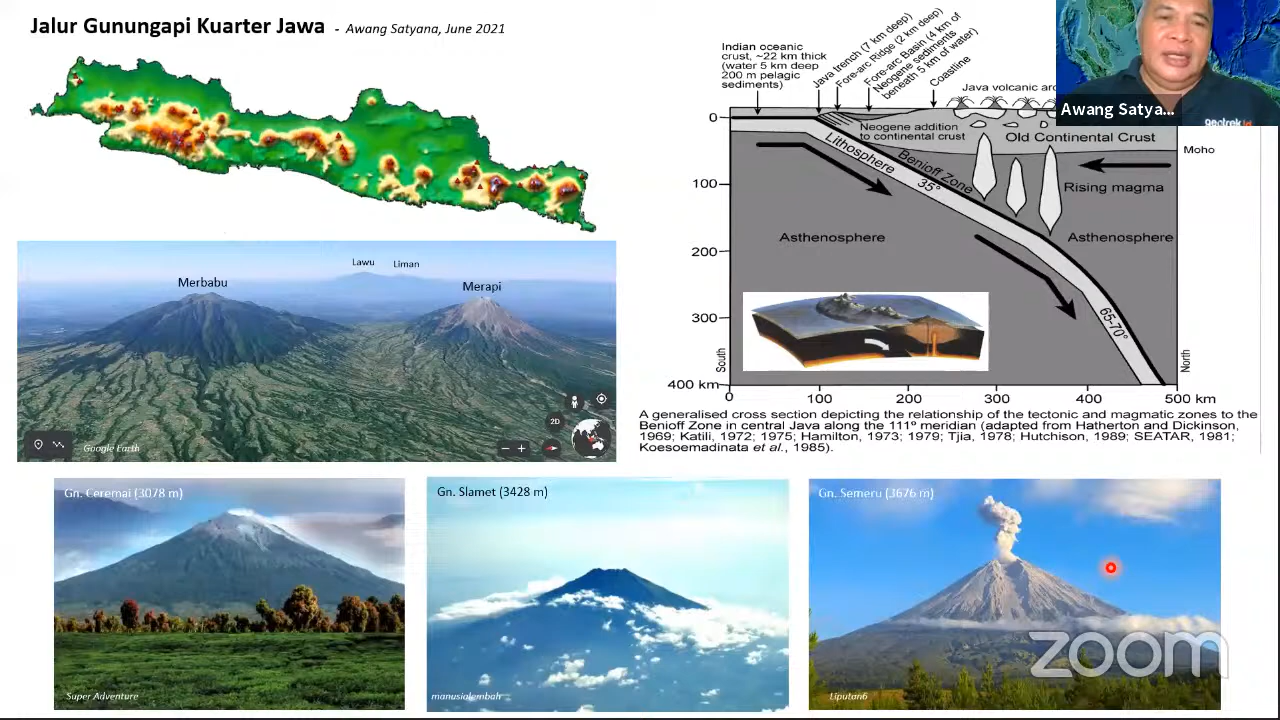 Jalur Gunungapi Kuarter Jawa - Awang Satyana, June 2021
Merbabu
Lawu
Liman
Merapi
2D
Google Earth
Indian oceanic
crust, ~22 km thick
(water 5 km deep
200 m pelagic
sediments)
Java trench (7 km deep)
Fore-arc Ridge (2 km deep)
Fore-arc Basin (4 km of
Neogene sediments
beneath 5 km of water)
Coastline
Java volcanic arc
Awang Satya...
geotrek.id
0
100
200
300
400 km
Neogene addition
to continental crust
Old Continental Crust
Moho
Lithosphere
Benioff Zone
35°
Rising magma
Asthenosphere
Asthenosphere
65-70°
South
North
0
100
200
300
400
500 km
A generalised cross section depicting the relationship of the tectonic and magmatic zones to the
Benioff Zone in central Java along the 111º meridian (adapted from Hatherton and Dickinson,
1969; Katili, 1972; 1975; Hamilton, 1973; 1979; Tjia, 1978; Hutchison, 1989; SEATAR, 1981;
Koesoemadinata et al., 1985).
Gn. Ceremai (3078 m)
Super Adventure
Gn. Slamet (3428 m)
manusialembah
Gn. Semeru (3676 m)
Liputan6
zoom